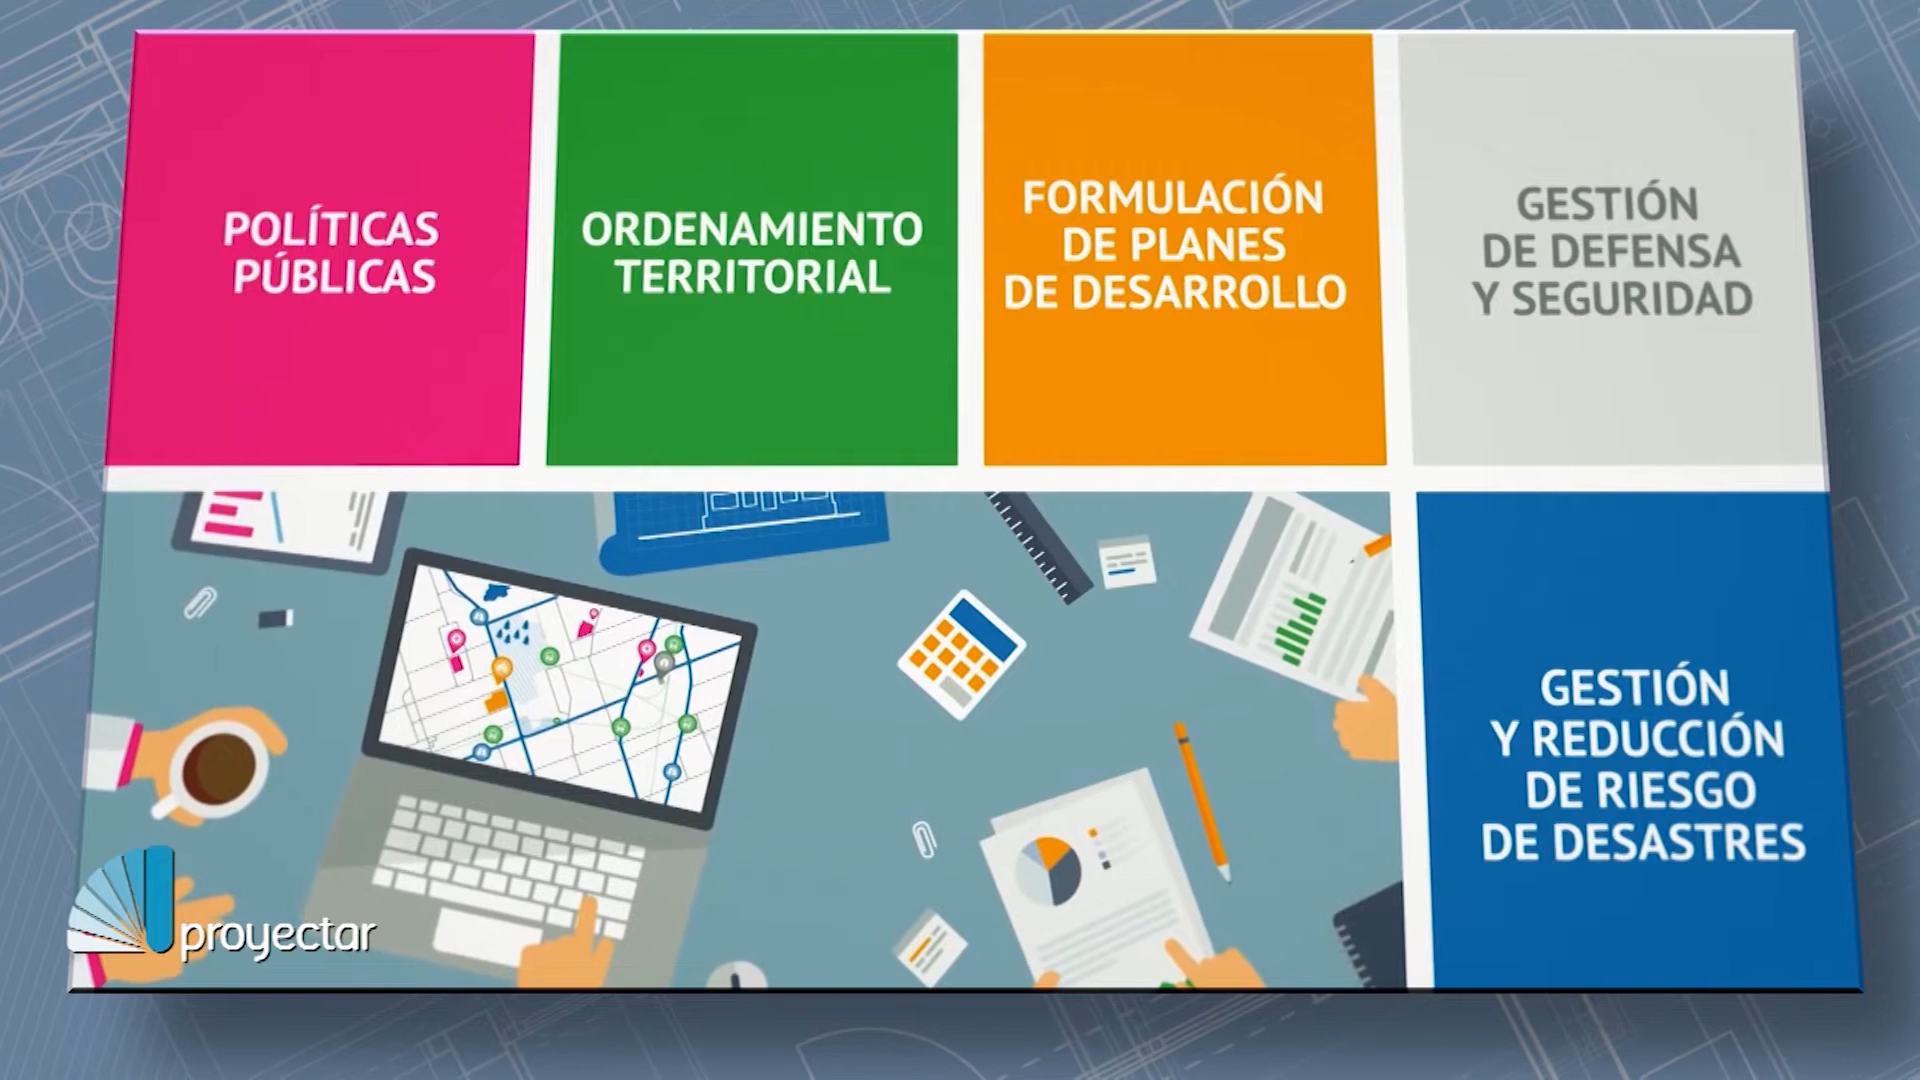 POLÍTICAS
PÚBLICAS
ORDENAMIENTO
TERRITORIAL
FORMULACIÓN
DE PLANES
DE DESARROLLO
GESTIÓN
DE DEFENSA
Y SEGURIDAD
GESTIÓN
Y REDUCCIÓN
DE RIESGO
DE DESASTRES
proyectar